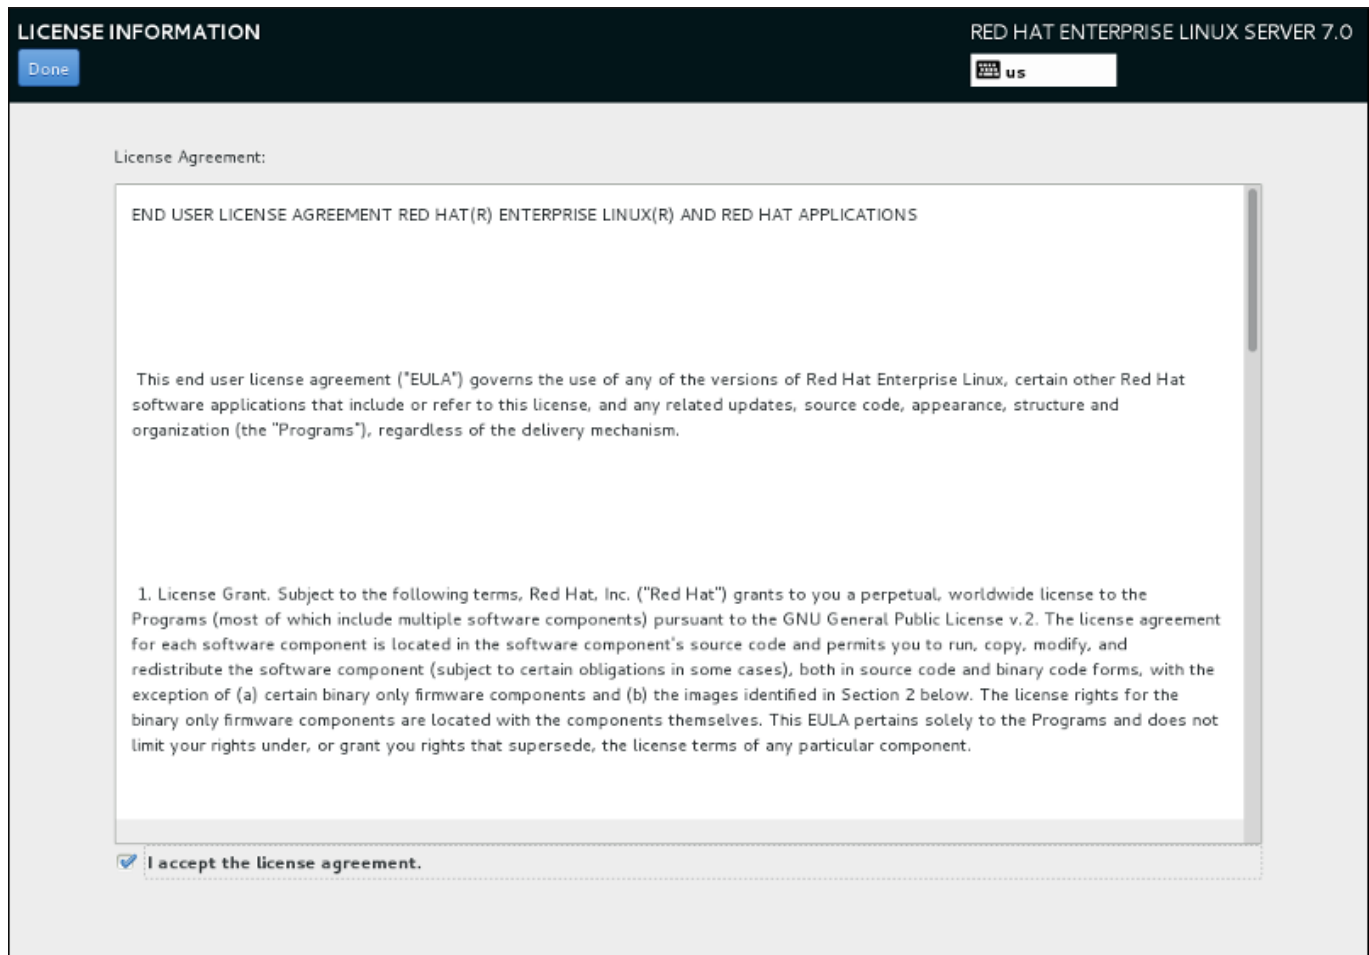 LICENSE INFORMATION
RED HAT ENTERPRISE LINUX SERVER 7.0
Done
us
License Agreement:
END USER LICENSE AGREEMENT RED HAT(R) ENTERPRISE LINUX(R) AND RED HAT APPLICATIONS
This end user license agreement ("EULA") governs the use of any of the versions of Red Hat Enterprise Linux, certain other Red Hat
software applications that include or refer to this license, and any related updates, source code, appearance, structure and
organization (the "Programs"), regardless of the delivery mechanism.
1. License Grant. Subject to the following terms, Red Hat, Inc. ("Red Hat") grants to you a perpetual, worldwide license to the
Programs (most of which include multiple software components) pursuant to the GNU General Public License v.2. The license agreement
for each software component is located in the software component's source code and permits you to run, copy, modify, and
redistribute the software component (subject to certain obligations in some cases), both in source code and binary code forms, with the
exception of (a) certain binary only firmware components and (b) the images identified in Section 2 below. The license rights for the
binary only firmware components are located with the components themselves. This EULA pertains solely to the Programs and does not
limit your rights under, or grant you rights that supersede, the license terms of any particular component.
I accept the license agreement.